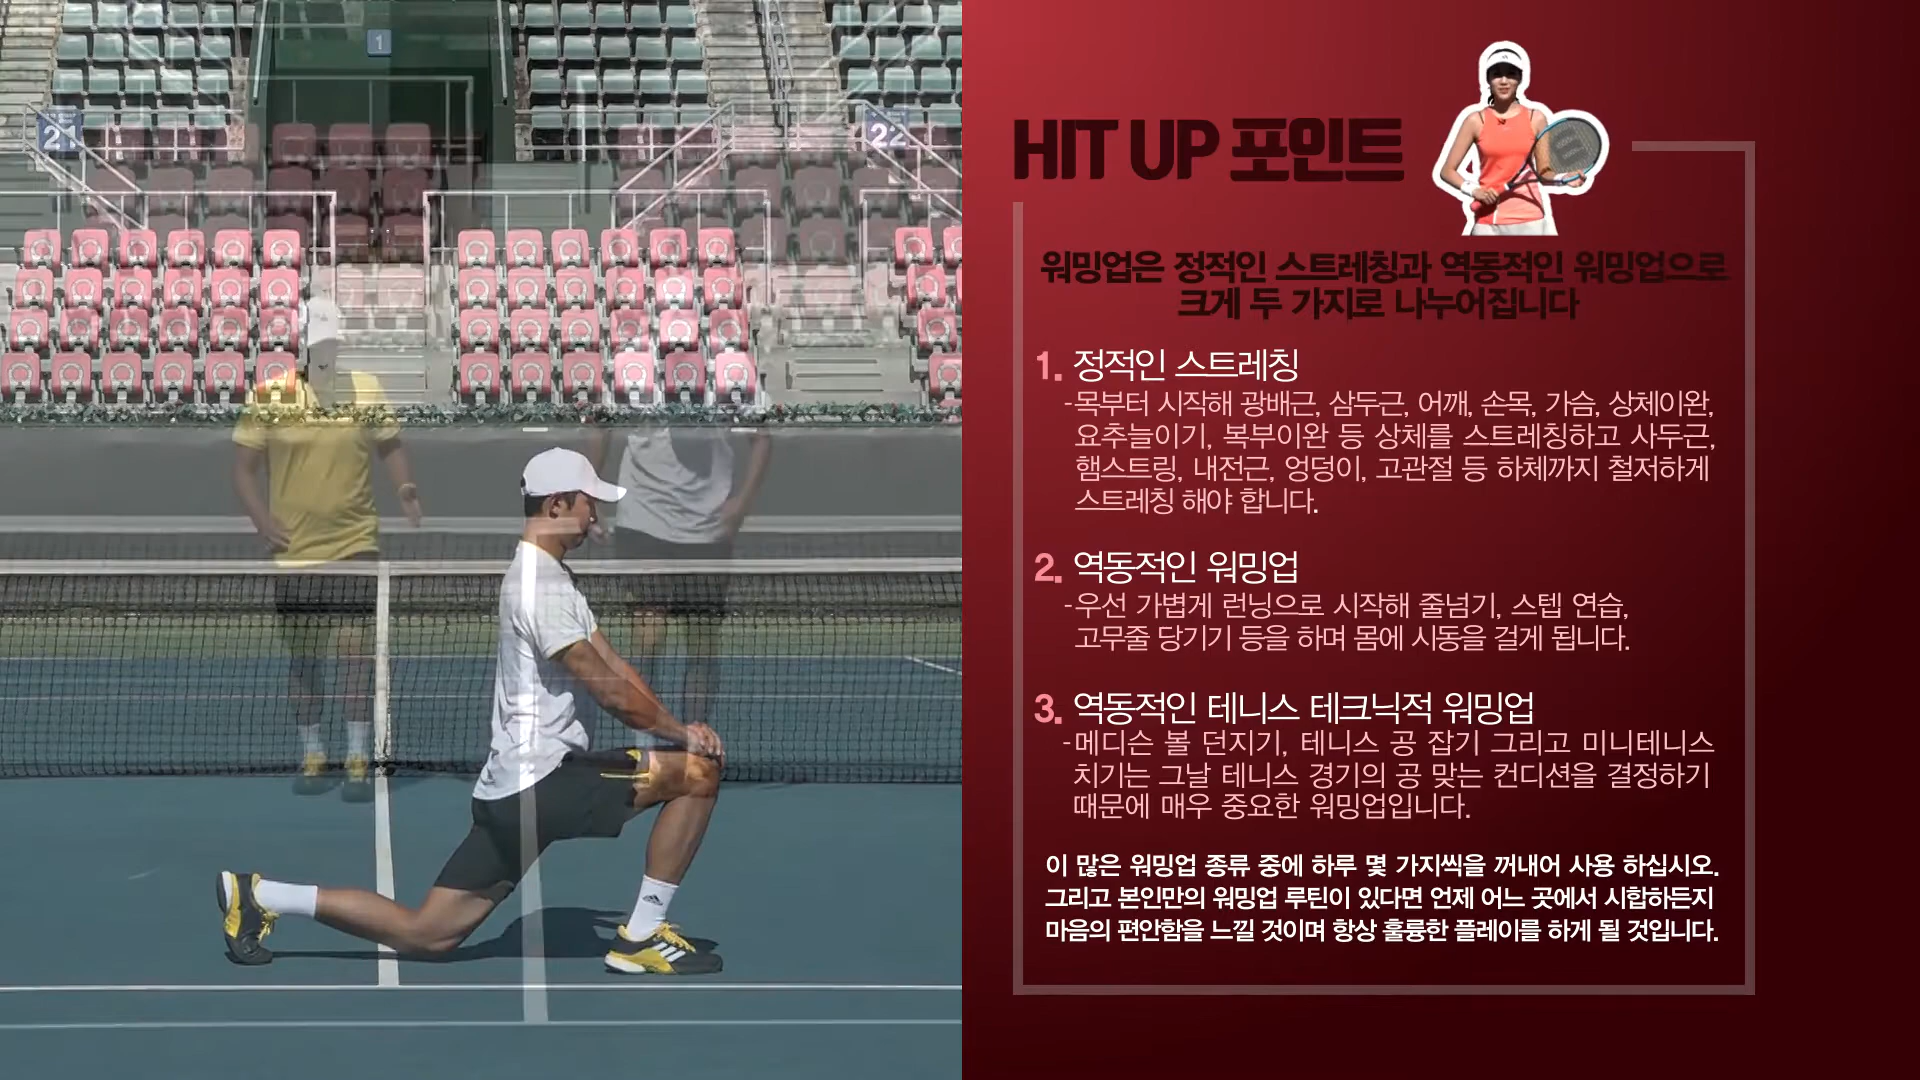 1
21
22
HIT UP 포인트
워밍업은 정적인 스트레칭과 역동적인 워밍업으로
크게 두 가지로 나누어집니다
1. 정적인 스트레칭
-목부터 시작해 광배근, 삼두근, 어깨, 손목, 가슴, 상체이완,
요추늘이기, 복부이완 등 상체를 스트레칭하고 사두근,
햄스트링, 내전근, 엉덩이, 고관절 등 하체까지 철저하게
스트레칭 해야 합니다.
2. 역동적인 워밍업
-우선 가볍게 런닝으로 시작해 줄넘기, 스텝 연습,
고무줄 당기기 등을 하며 몸에 시동을 걸게 됩니다.
3. 역동적인 테니스 테크닉적 워밍업
-메디슨 볼 던지기, 테니스 공 잡기 그리고 미니테니스
치기는 그날 테니스 경기의 공 맞는 컨디션을 결정하기
때문에 매우 중요한 워밍업입니다.
이 많은 워밍업 종류 중에 하루 몇 가지씩을 꺼내어 사용 하십시오.
그리고 본인만의 워밍업 루틴이 있다면 언제 어느 곳에서 시합하든지
마음의 편안함을 느낄 것이며 항상 훌륭한 플레이를 하게 될 것입니다.